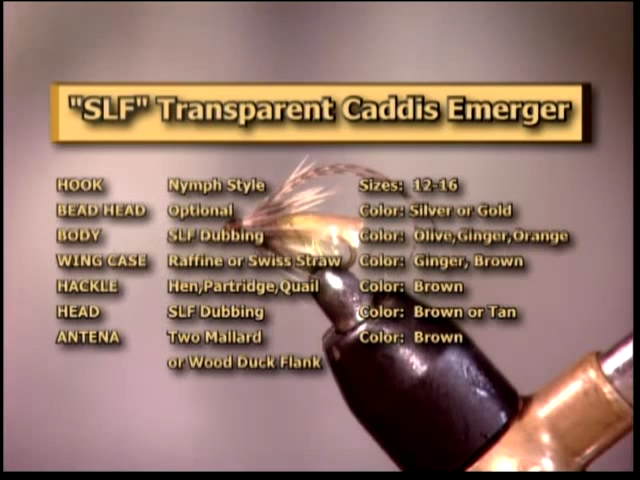 "SLF" Transparent Caddis Emerger
HOOK Nymph Style Sizes: 12-16
BEAD HEAD Optional Color: Silver or Gold
BODY SLF Dubbing Color: Olive,Ginger,Orange
WING CASE Raffine or Swiss Straw Color: Ginger, Brown
HACKLE Hen,Partridge,Quail Color: Brown
HEAD SLF Dubbing Color: Brown or Tan
ANTENA Two Mallard Color: Brown
or Wood Duck Flank